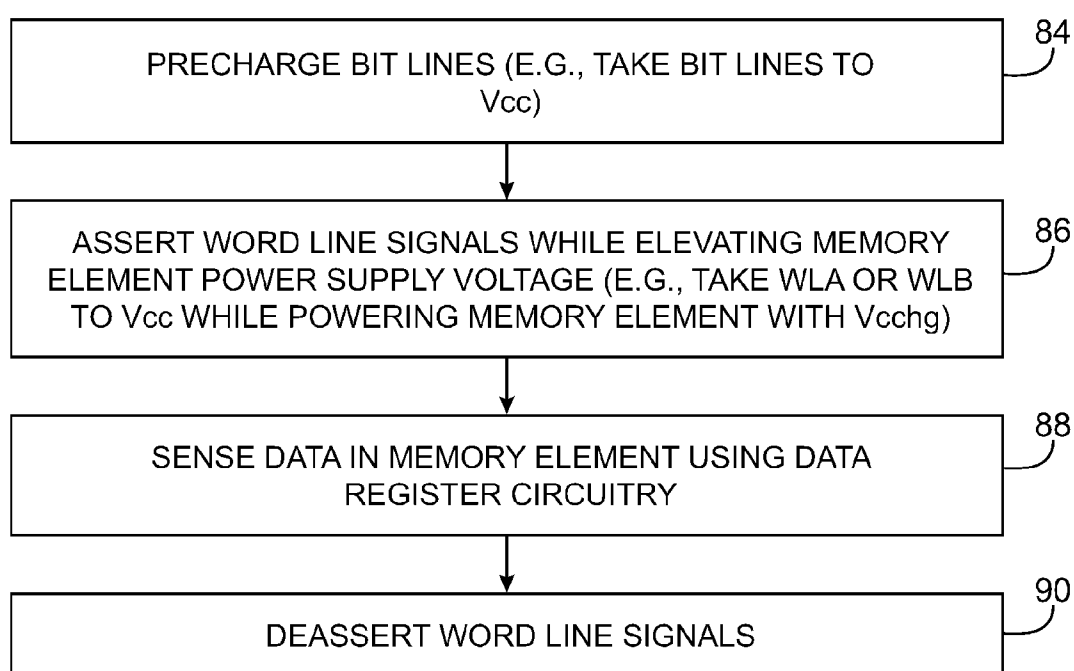 PRECHARGE BIT LINES (E.G., TAKE BIT LINES TO
Vcc)
84
ASSERT WORD LINE SIGNALS WHILE ELEVATING MEMORY
ELEMENT POWER SUPPLY VOLTAGE (E.G., TAKE WLA OR WLB
TO Vcc WHILE POWERING MEMORY ELEMENT WITH Vcchg)
86
SENSE DATA IN MEMORY ELEMENT USING DATA
REGISTER CIRCUITRY
88
DEASSERT WORD LINE SIGNALS
90